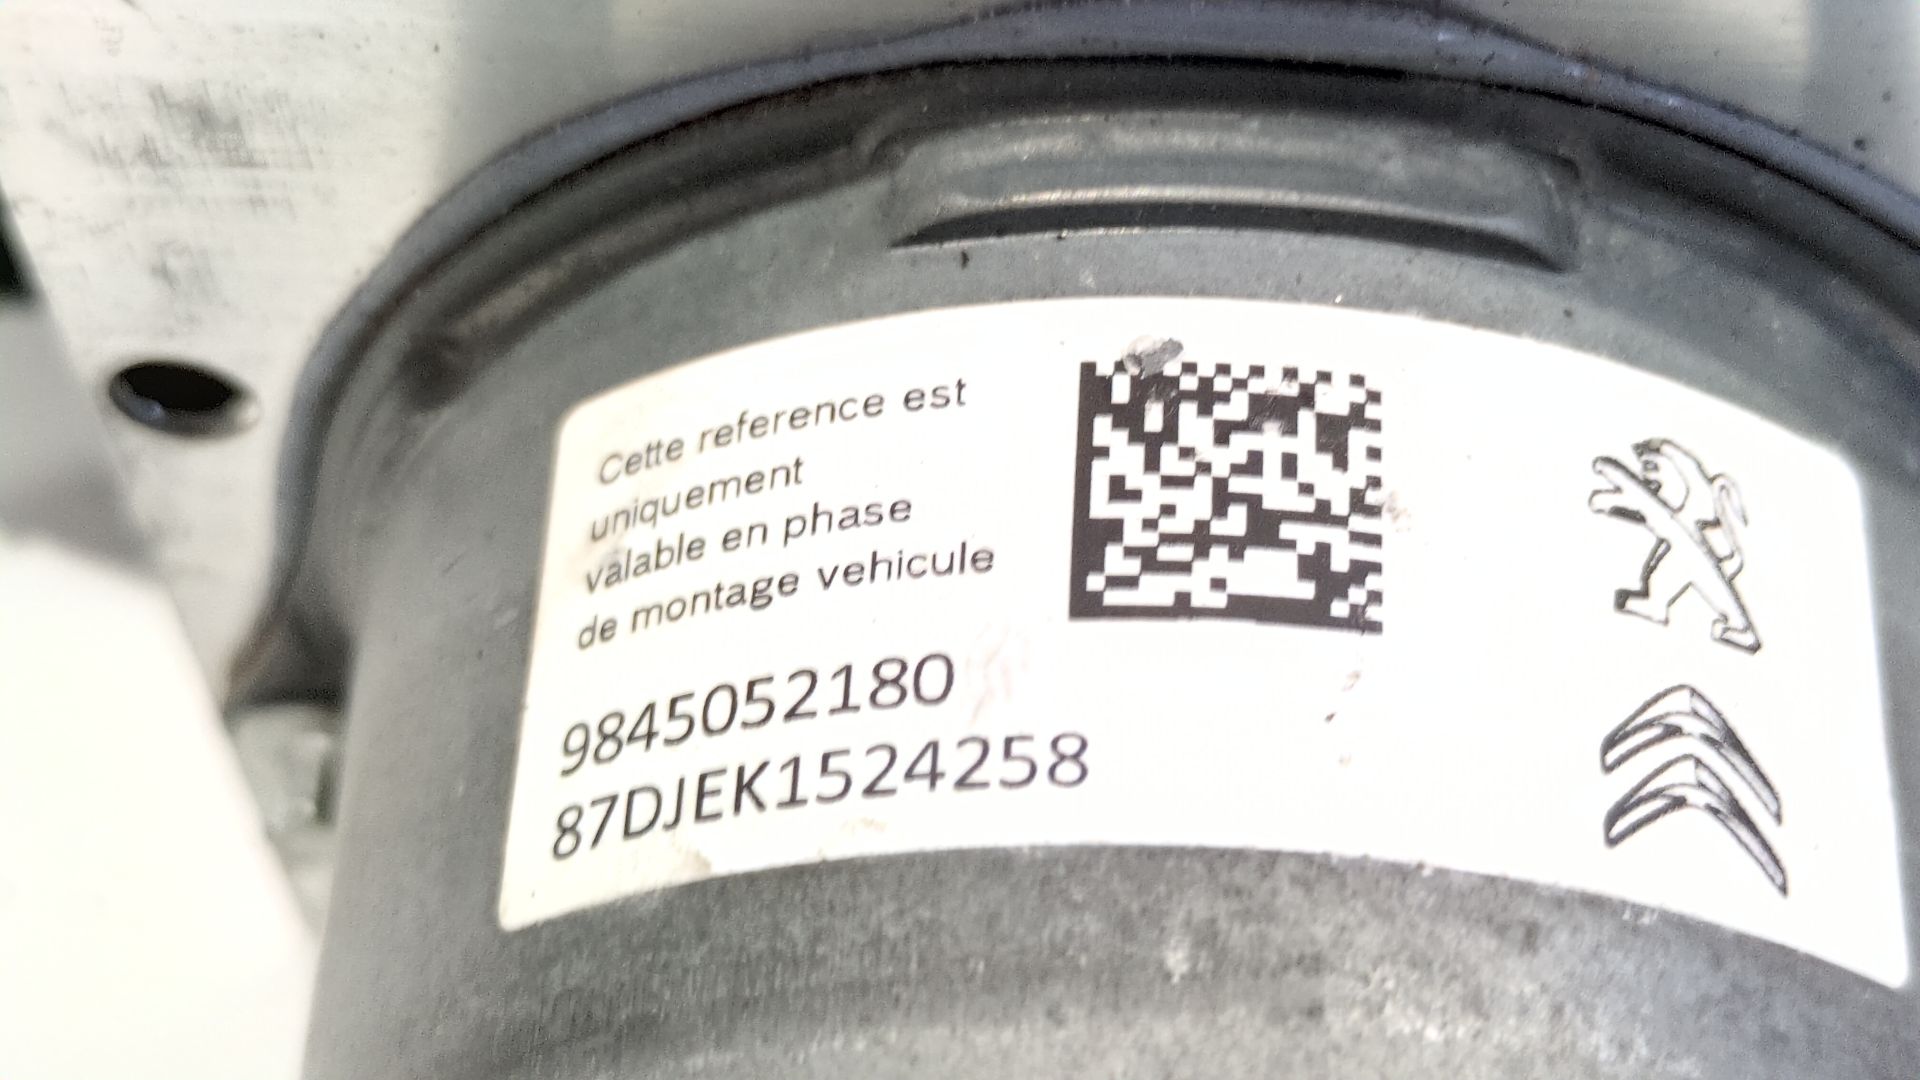 Cette reference est
uniquement
valable en phase
de montage vehicule
9845052180
87DJEK1524258